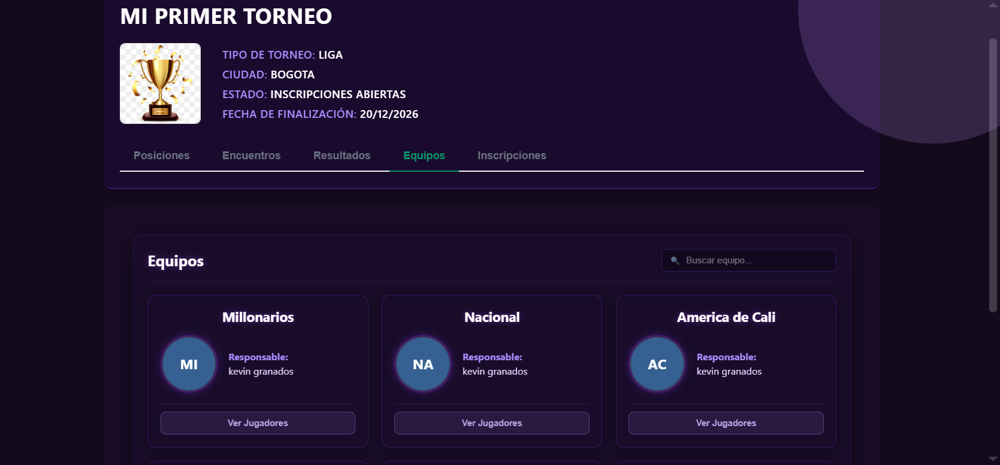 MI PRIMER TORNEO
TIPO DE TORNEO: LIGA
CIUDAD: BOGOTA
ESTADO: INSCRIPCIONES ABIERTAS
FECHA DE FINALIZACIÓN: 20/12/2026
Posiciones Encuentros Resultados Equipos Inscripciones
Equipos
Buscar equipo...
Millonarios
MI
Responsable:
kevin granados
Ver Jugadores
Nacional
NA
Responsable:
kevin granados
Ver Jugadores
America de Cali
AC
Responsable:
kevin granados
Ver Jugadores